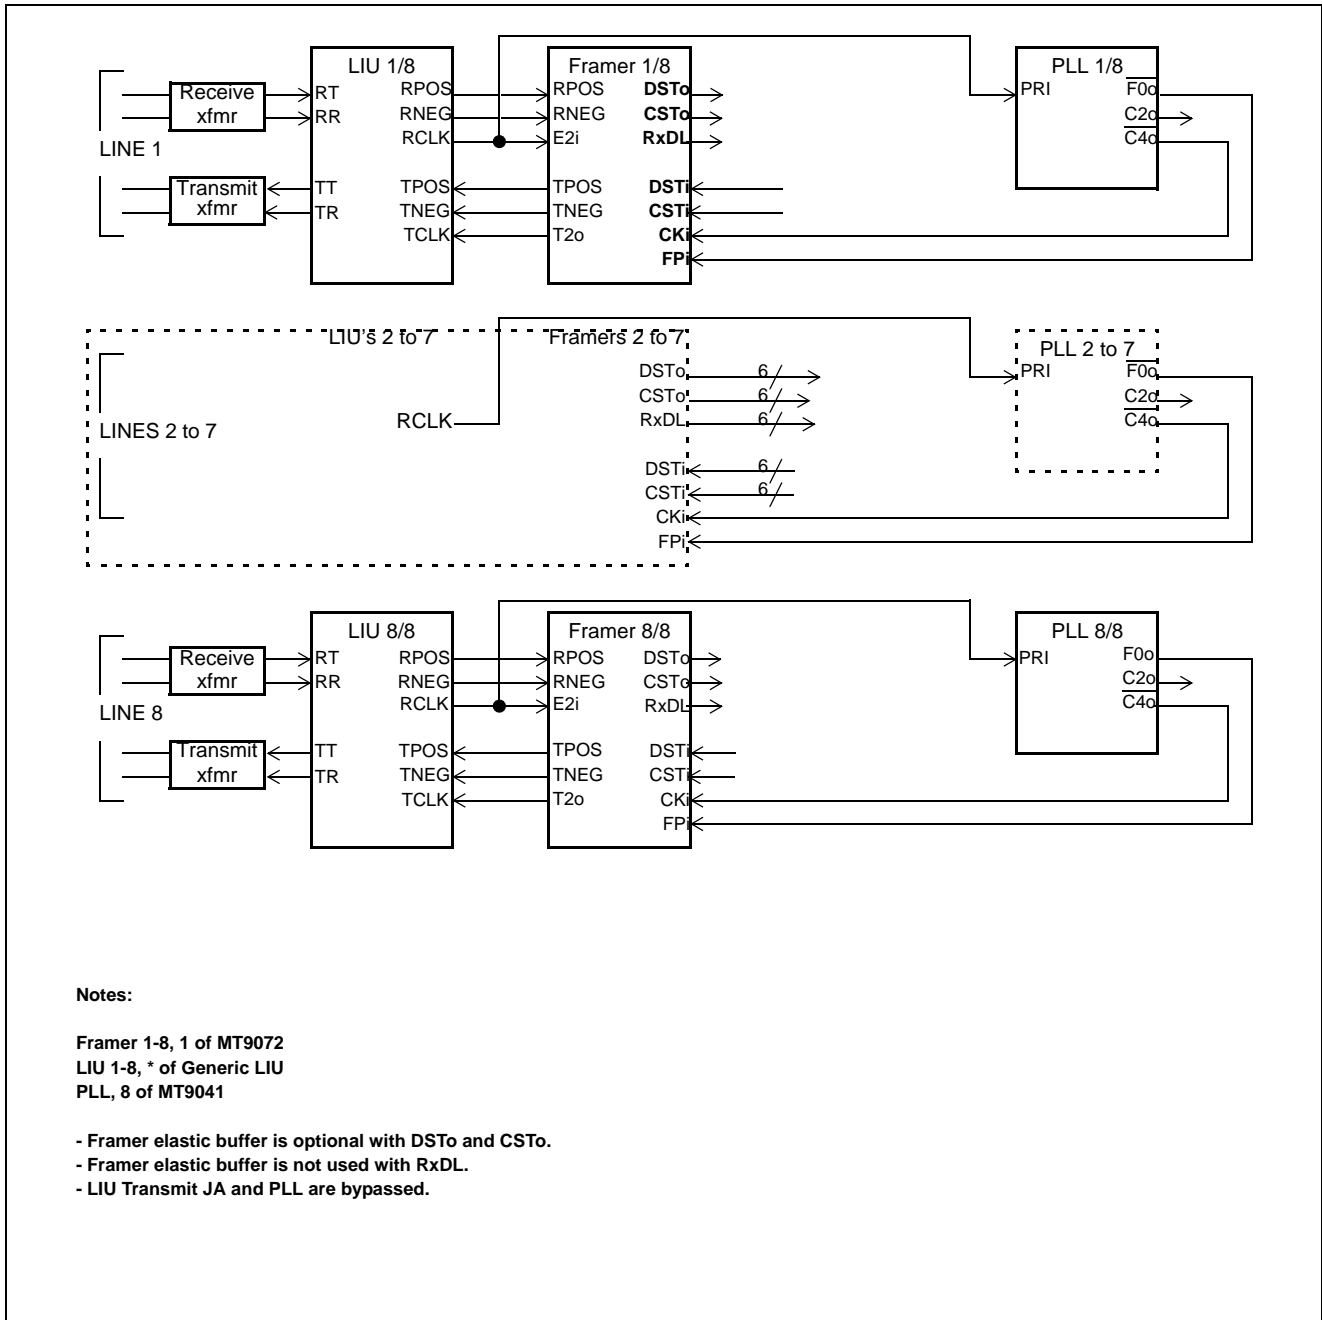 LIU 1/8
Framer 1/8
PLL 1/8
Receive
xfmr
RT
RR
RPOS
RNEG
RCLK
RPOS
RNEG
E2i
DSTo
CSTo
RxDL
PRI
F0o
C2o
C4o
LINE 1
Transmit
xfmr
TT
TR
TPOS
TNEG
TCLK
TPOS
TNEG
T2o
DSTi
CSTi
CKi
FPi
LIU's 2 to 7
Framers 2 to 7
PLL 2 to 7
LINES 2 to 7
RCLK
DSTo
CSTo
RxDL
6
6
6
DSTi
CSTi
CKi
FPi
6
6
PRI
F0o
C2o
C4o
LIU 8/8
Framer 8/8
PLL 8/8
Receive
xfmr
RT
RR
RPOS
RNEG
RCLK
RPOS
RNEG
E2i
DSTo
CSTo
RxDL
PRI
F0o
C2o
C4o
LINE 8
Transmit
xfmr
TT
TR
TPOS
TNEG
TCLK
TPOS
TNEG
T2o
DSTi
CSTi
CKi
FPi
Notes:
Framer 1-8, 1 of MT9072
LIU 1-8, * of Generic LIU
PLL, 8 of MT9041
- Framer elastic buffer is optional with DSTo and CSTo.
- Framer elastic buffer is not used with RxDL.
- LIU Transmit JA and PLL are bypassed.